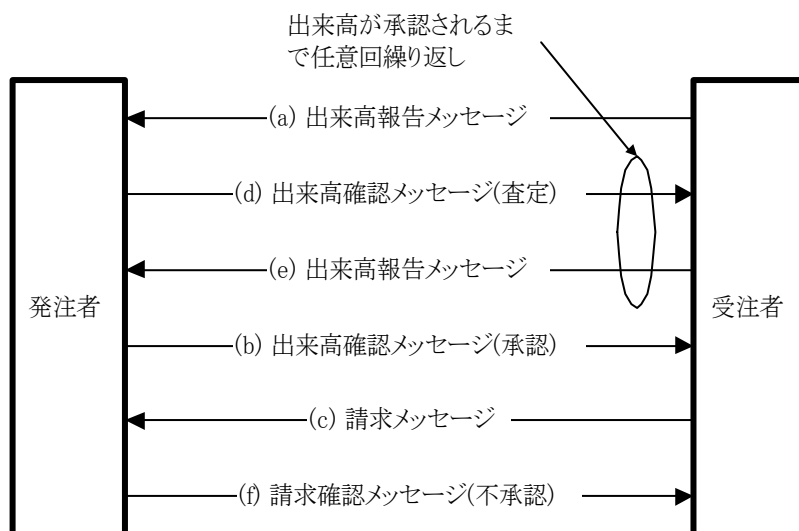 出来高が承認されるま
で任意回繰り返し
(a) 出来高報告メッセージ
(d) 出来高確認メッセージ(査定)
(e) 出来高報告メッセージ
発注者
受注者
(b) 出来高確認メッセージ(承認)
(c) 請求メッセージ
(f) 請求確認メッセージ(不承認)